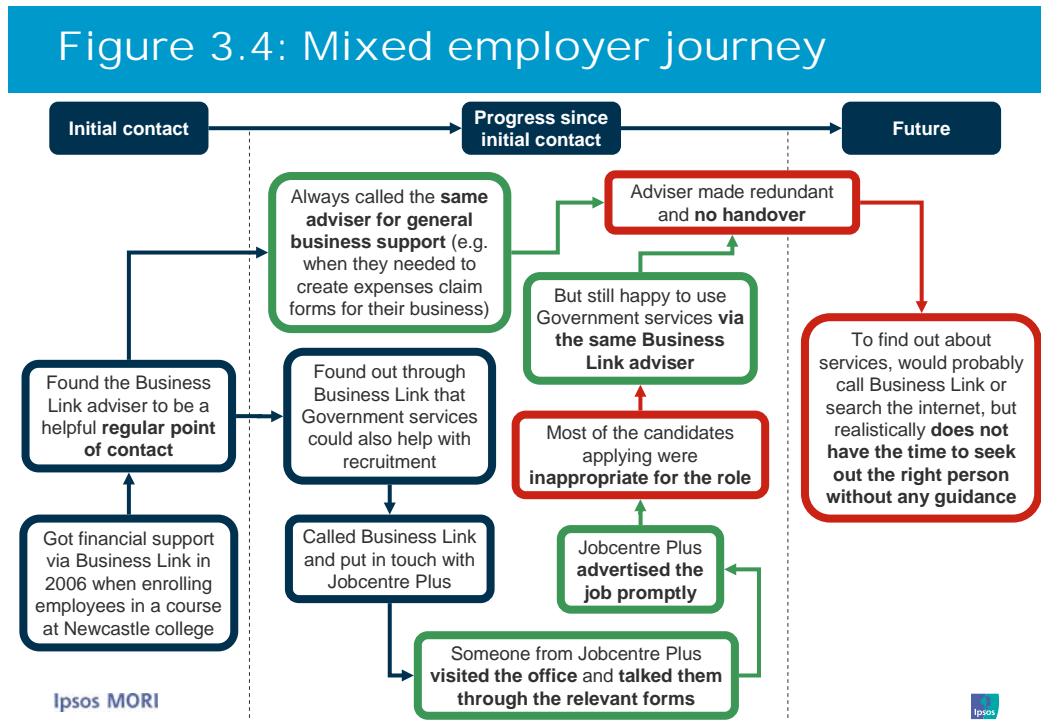 Figure 3.4: Mixed employer journey
Initial contact
Progress since
initial contact
Future
Always called the same
adviser for general
business support (e.g.
when they needed to
create expenses claim
forms for their business)
Adviser made redundant
and no handover
But still happy to use
Government services via
the same Business
Link adviser
To find out about
services, would probably
call Business Link or
search the internet, but
realistically does not
have the time to seek
out the right person
without any guidance
Found the Business
Link adviser to be a
helpful regular point
of contact
Found out through
Business Link that
Government services
could also help with
recruitment
Most of the candidates
applying were
inappropriate for the role
Got financial support
via Business Link in
2006 when enrolling
employees in a course
at Newcastle college
Called Business Link
and put in touch with
Jobcentre Plus
Jobcentre Plus
advertised the
job promptly
Someone from Jobcentre Plus
visited the office and talked them
through the relevant forms
Ipsos MORI
Ipsos